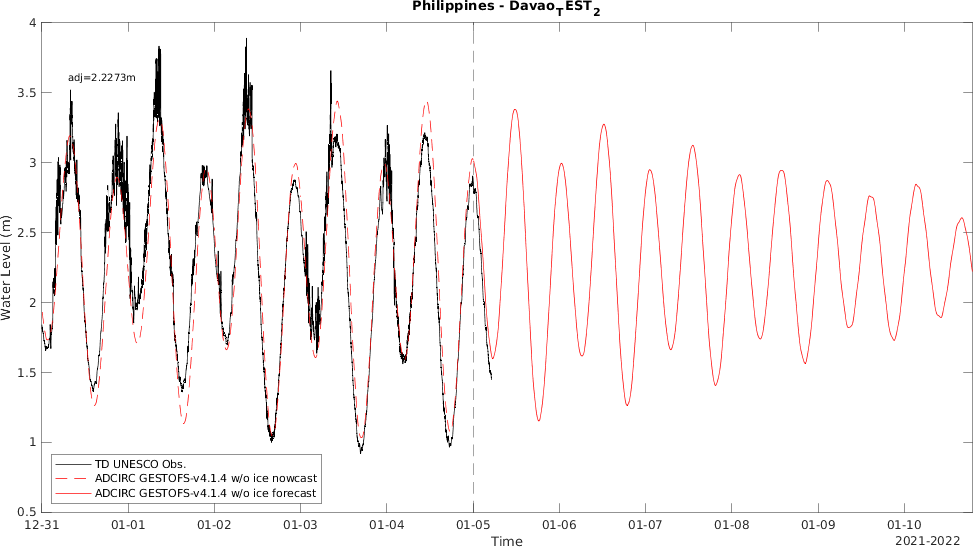 Philippines - DavaoTEST2
4
3.5
3
2.5
2
1.5
1
0.5
Water Level (m)
adj=2.2273m
TD UNESCO Obs.
ADCIRC GESTOFS-v4.1.4 w/o ice nowcast
ADCIRC GESTOFS-v4.1.4 w/o ice forecast
12-31 01-01 01-02 01-03 01-04 01-05 01-06 01-07 01-08 01-09 01-10
Time
2021-2022